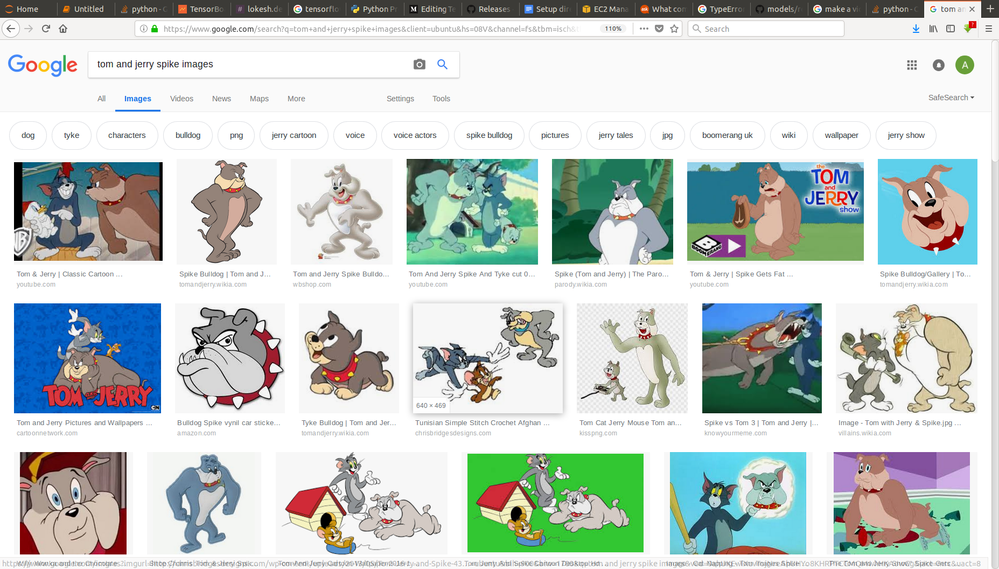 Home
Untitled
python - C
TensorBo
lokesh.de
tensorflo
Python Pr
Editing Te
Releases
Setup dir
EC2 Mana
What com
TypeError
models/re
make a vi
python - C
tom an
https://www.google.com/search?q=tom+and+jerry+spike+images&client=ubuntu&hs=08V&channel=fs&tbm=isch&t
110%
Search
Google
tom and jerry spike images
A
All
Images
Videos
News
Maps
More
Settings
Tools
SafeSearch
dog
tyke
characters
bulldog
png
jerry cartoon
voice
voice actors
spike bulldog
pictures
jerry tales
jpg
boomerang uk
wiki
wallpaper
jerry show
WB
the
TOM
and
JERRY
show
BOOMERANG
Tom & Jerry | Classic Cartoon ...
youtube.com
Spike Bulldog | Tom and J...
tomandjerry.wikia.com
Tom and Jerry Spike Bulldo...
wbshop.com
Tom And Jerry Spike And Tyke cut 0...
youtube.com
Spike (Tom and Jerry) | The Paro...
parody.wikia.com
Tom & Jerry | Spike Gets Fat ...
youtube.com
Spike Bulldog/Gallery | To...
tomandjerry.wikia.com
TOM and JERRY
CN
640 × 469
Tom and Jerry Pictures and Wallpapers ...
cartoonnetwork.com
Bulldog Spike vynil car sticke...
amazon.com
Tyke Bulldog | Tom and Jer...
tomandjerry.wikia.com
Tunisian Simple Stitch Crochet Afghan ...
chrisbridgesdesigns.com
Tom Cat Jerry Mouse Tom an...
kisspng.com
Spike vs Tom 3 | Tom and Jerry |...
knowyourmeme.com
Image - Tom with Jerry & Spike.jpg ...
villains.wikia.com